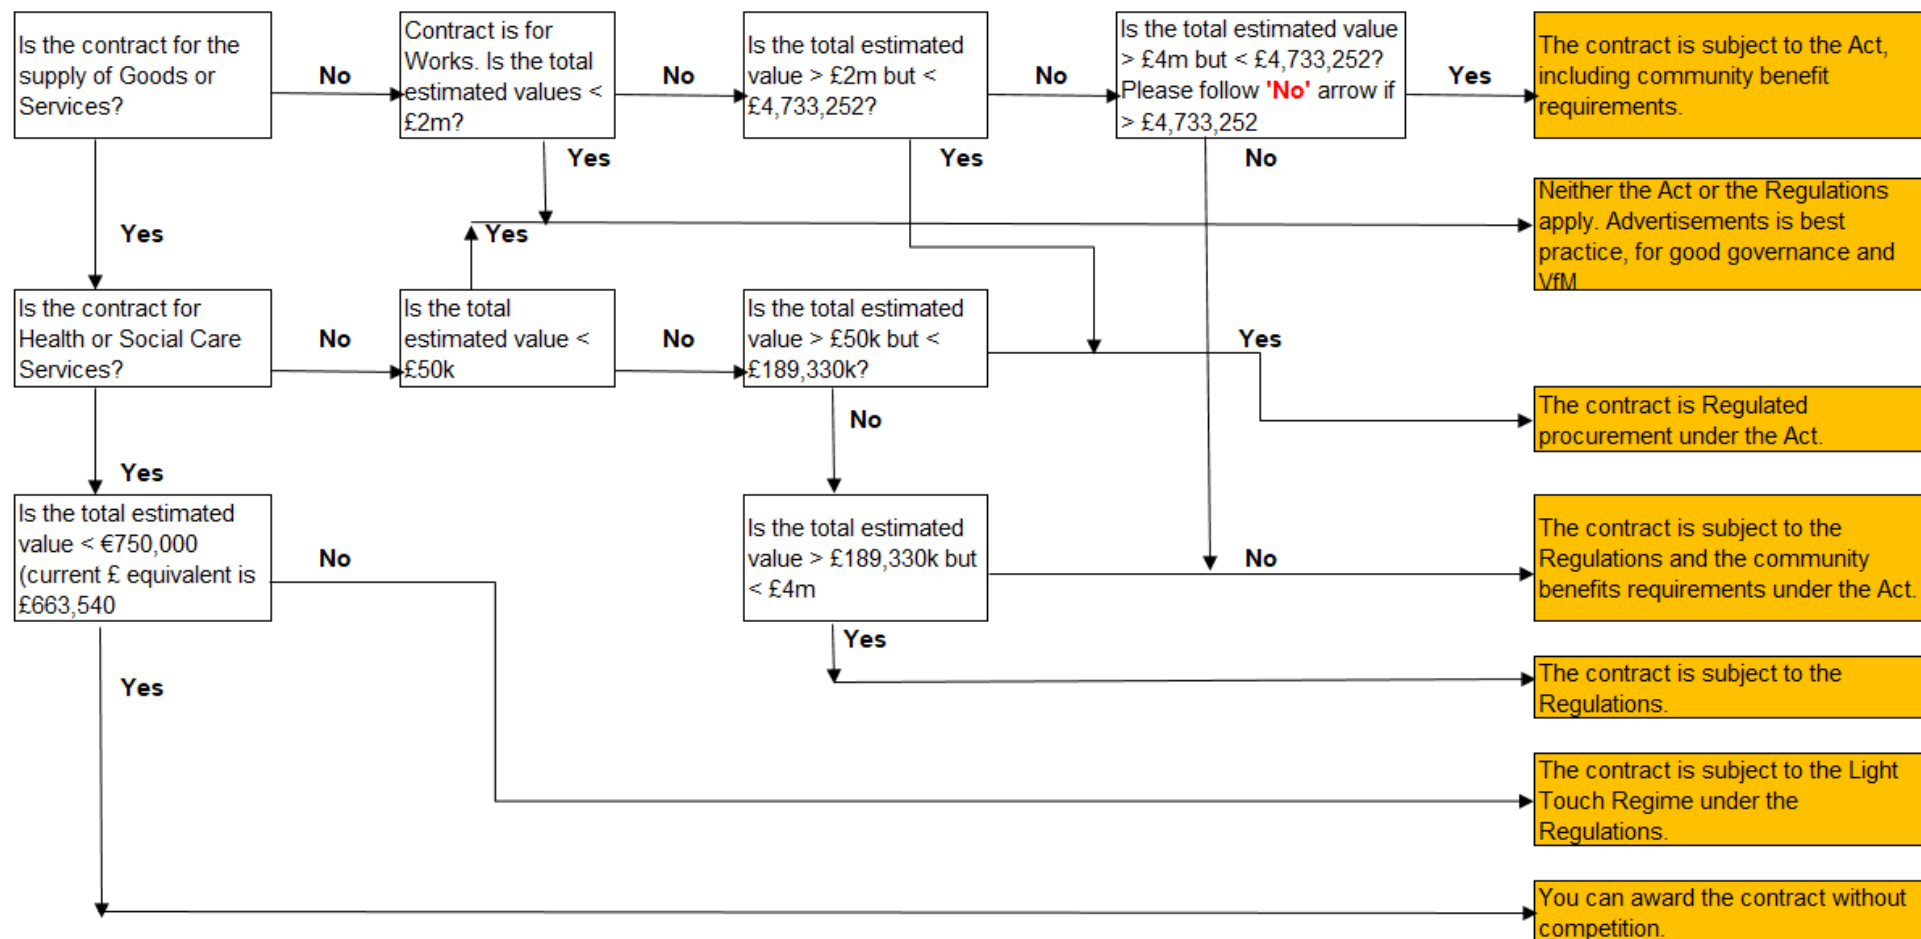 Is the contract for the
supply of Goods or
Services?
No
Contract is for
Works. Is the total
estimated values <
£2m?
No
Is the total estimated
value > £2m but <
£4,733,252?
No
Is the total estimated value
> £4m but < £4,733,252?
Please follow 'No' arrow if
> £4,733,252
Yes
The contract is subject to the Act,
including community benefit
requirements.
Yes
Yes
No
Neither the Act or the Regulations
apply. Advertisements is best
practice, for good governance and
VfM
Yes
Yes
Is the contract for
Health or Social Care
Services?
No
Is the total
estimated value <
£50k
No
Is the total estimated
value > £50k but <
£189,330k?
Yes
No
The contract is Regulated
procurement under the Act.
Yes
Is the total estimated
value < €750,000
(current £ equivalent is
£663,540
No
Is the total estimated
value > £189,330k but
< £4m
No
The contract is subject to the
Regulations and the community
benefits requirements under the Act.
Yes
Yes
The contract is subject to the
Regulations.
The contract is subject to the Light
Touch Regime under the
Regulations.
You can award the contract without
competition.